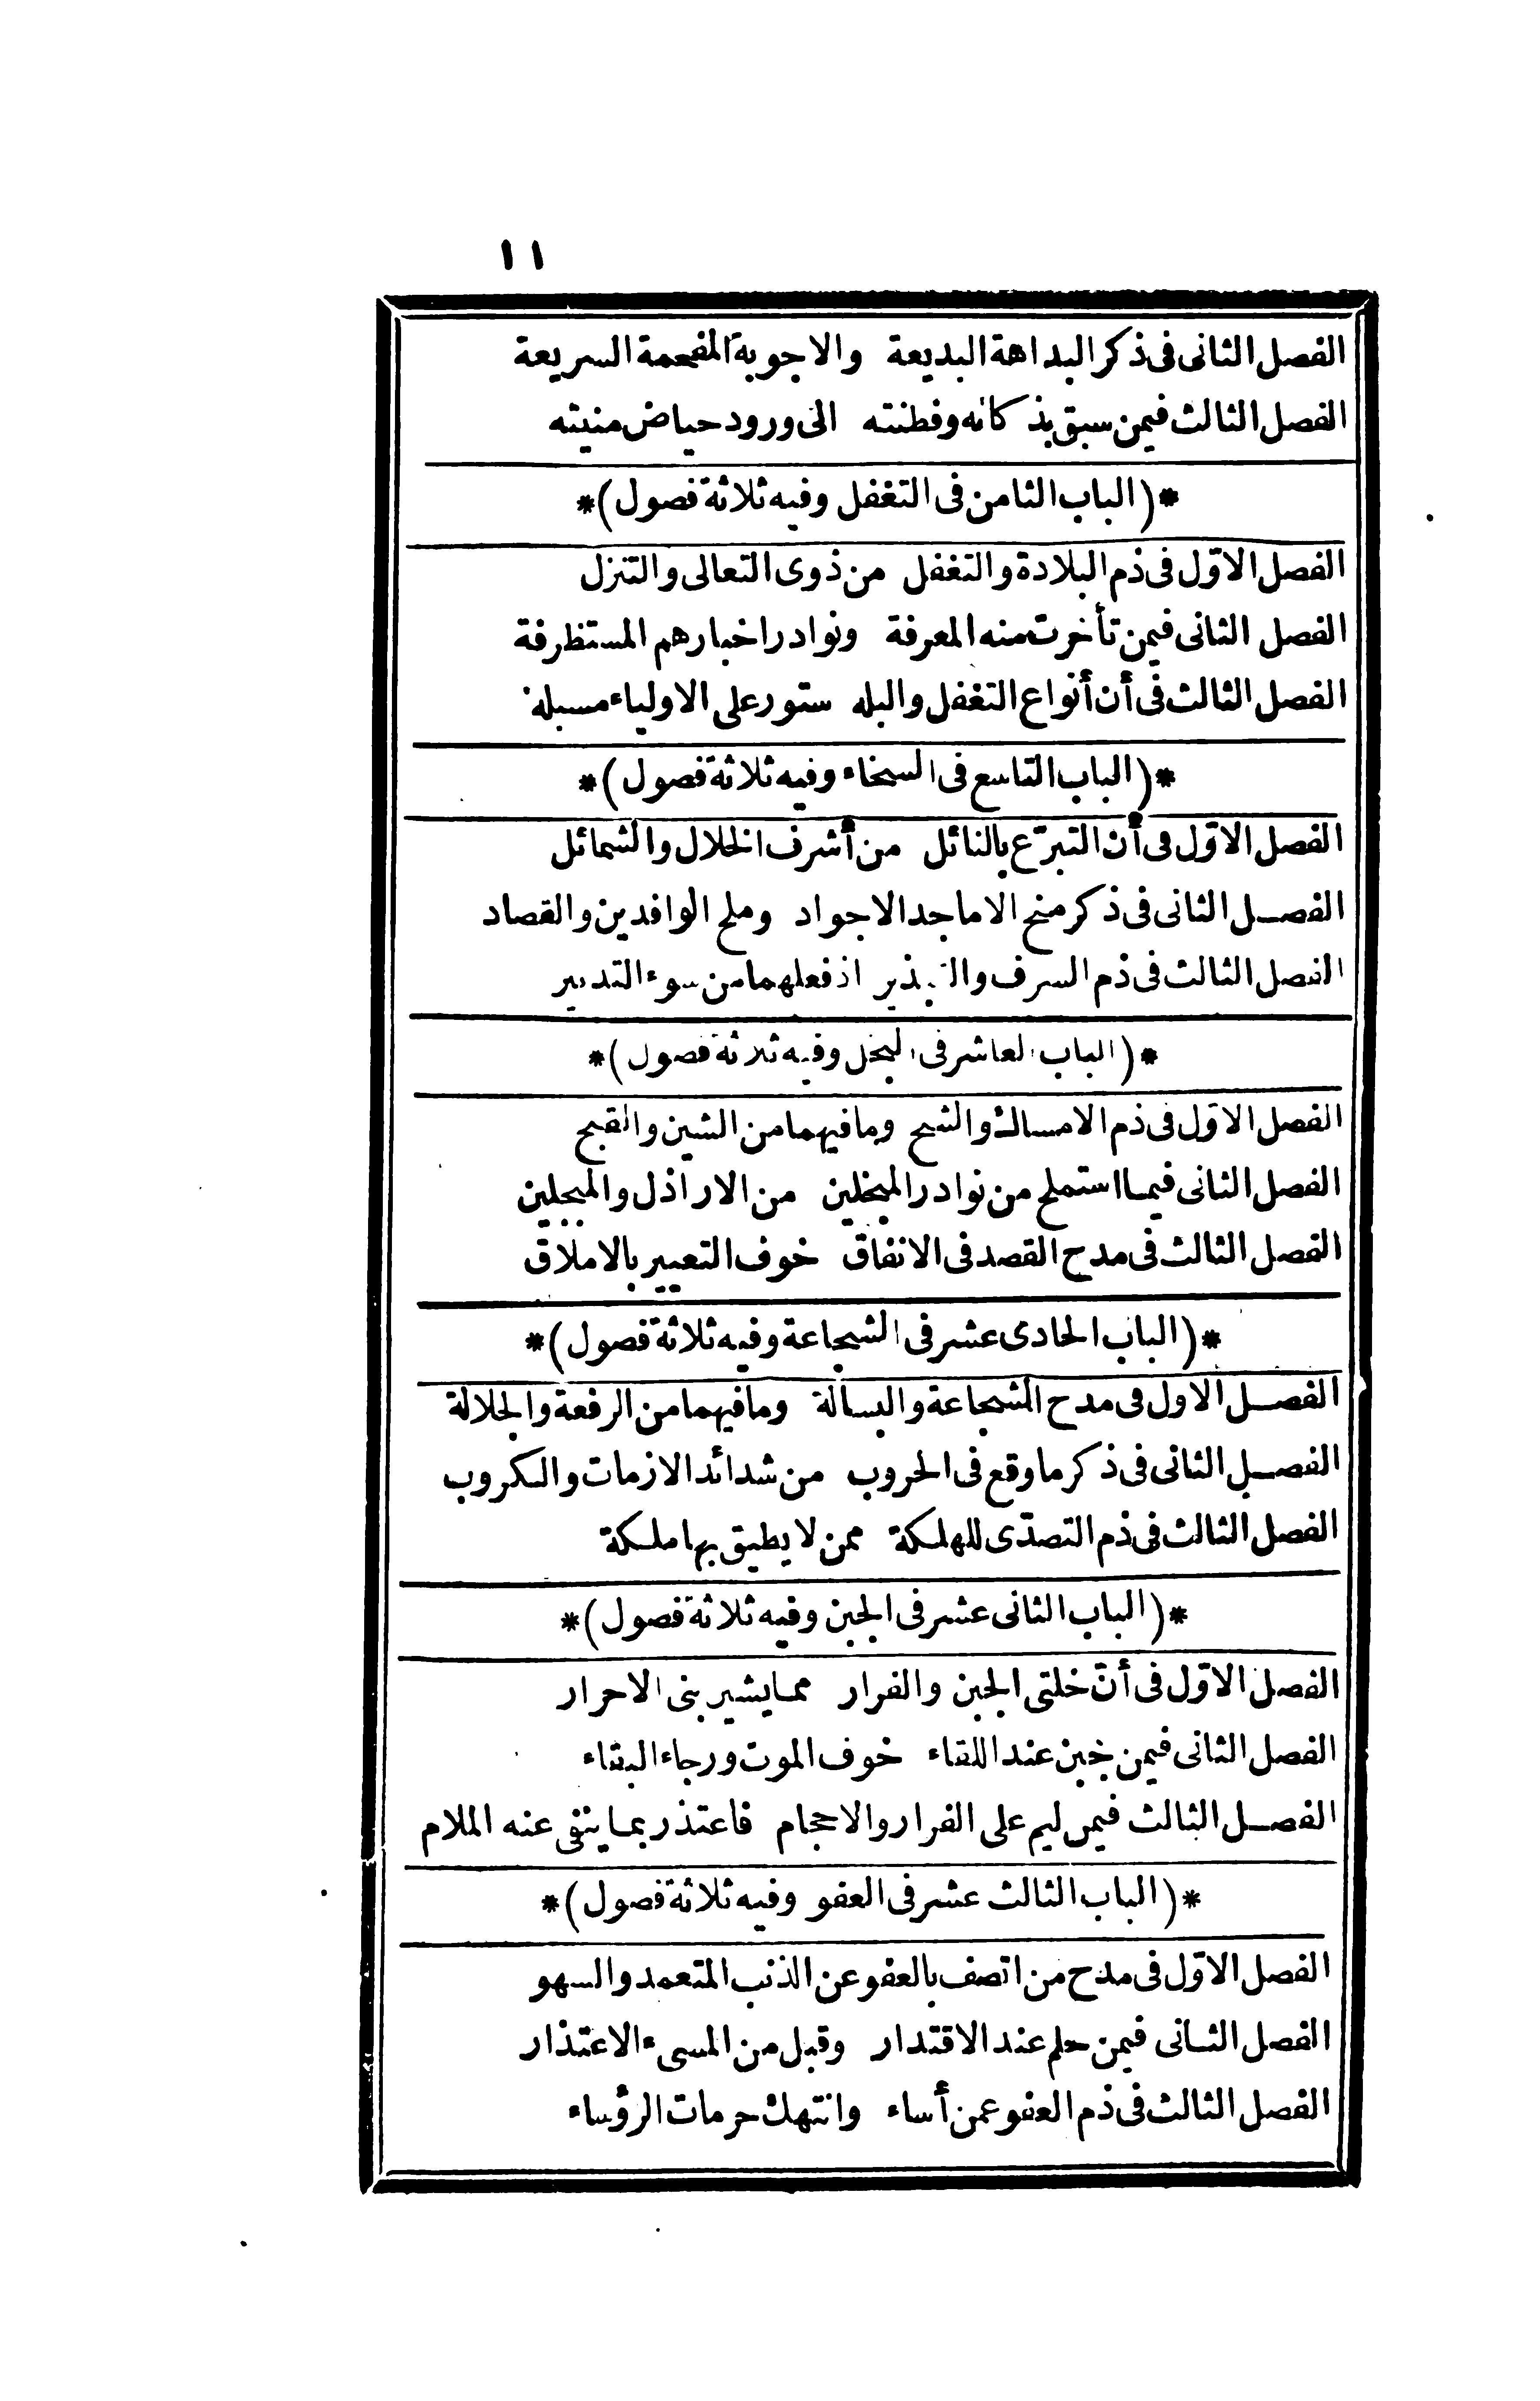 ١١
الفصل الثانى فى ذكر البداهة البديعة والاجوبة المفحمة السريعة
الفصل الثالث فيمن سبق بذكائه وفطنته الى ورود حياض منيته
*(الباب الثامن فى التغفل وفيه ثلاثة فصول)*
الفصل الاوّل فى ذم البلادة والتغفل من ذوى التعالى والتنزل
الفصل الثانى فيمن تأخرت منه المعرفة ونوادر اخبارهم المستظرفة
الفصل الثالث فى أن أنواع التغفل والبله ستور على الاولياء مسبله
*(الباب التاسع فى السخاء وفيه ثلاثة فصول)*
الفصل الاوّل فى أن التبرّع بالنائل من أشرف الخلال والشمائل
الفصل الثانى فى ذكر منح الاماجد الاجواد وملح الوافدين والقصاد
الفصل الثالث فى ذم السرف والتبذير اذ فعلهما من سوء التدبير
*(الباب العاشر فى البخل وفيه ثلاثة فصول)*
الفصل الاوّل فى ذم الامساك والشح وما فيهما من الشين والقبح
الفصل الثانى فيما استملح من نوادر المبخلين من الاراذل والمبجلين
الفصل الثالث فى مدح القصد فى الانفاق خوف التعيير بالاملاق
*(الباب الحادى عشر فى الشجاعة وفيه ثلاثة فصول)*
الفصل الاول فى مدح الشجاعة والبسالة وما فيهما من الرفعة والجلالة
الفصل الثانى فى ذكر ما وقع فى الحروب من شدائد الازمات والكروب
الفصل الثالث فى ذم التصدّى للهلكة ممن لا يطيق بها ملكة
*(الباب الثانى عشر فى الجبن وفيه ثلاثة فصول)*
الفصل الاوّل فى أنّ خلتى الجبن والفرار مما يشير بنى الاحرار
الفصل الثانى فيمن جبن عند اللقاء خوف الموت ورجاء البقاء
الفصل الثالث فيمن ليم على الفرار والاحجام فاعتذر بما ينفى عنه الملام
*(الباب الثالث عشر فى العفو وفيه ثلاثة فصول)*
الفصل الاوّل فى مدح من اتصف بالعفو عن الذنب المتعمد والسهو
الفصل الثانى فيمن حلم عند الاقتدار وقبل من المسىء الاعتذار
الفصل الثالث فى ذم العفو عمن أساء وانتهك حرمات الرؤساء